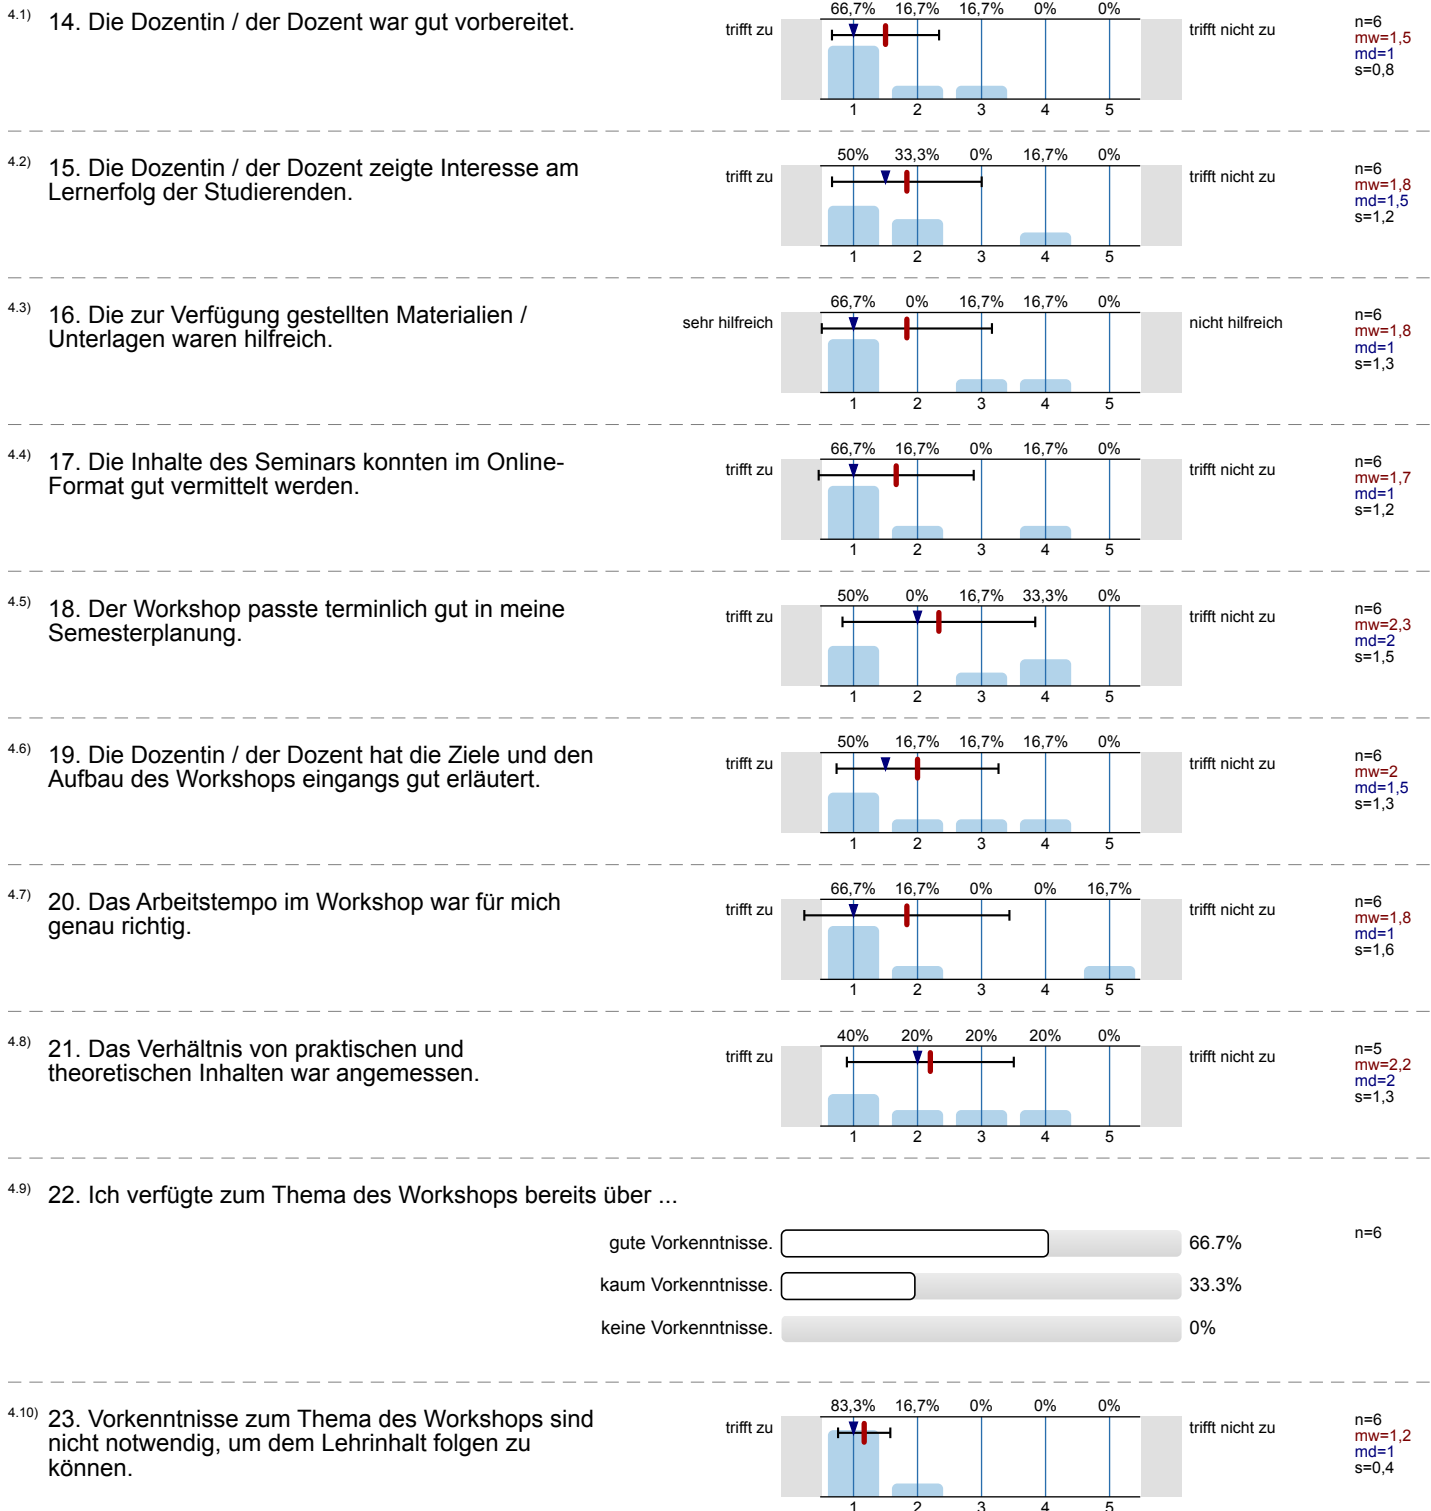 4.1) 14. Die Dozentin / der Dozent war gut vorbereitet.
66,7% 16,7% 16,7% 0% 0%
trifft zu
trifft nicht zu
1 2 3 4 5
n=6
mw=1,5
md=1
s=0,8
4.2) 15. Die Dozentin / der Dozent zeigte Interesse am
Lernerfolg der Studierenden.
50% 33,3% 0% 16,7% 0%
trifft zu
trifft nicht zu
1 2 3 4 5
n=6
mw=1,8
md=1,5
s=1,2
4.3) 16. Die zur Verfügung gestellten Materialien /
Unterlagen waren hilfreich.
66,7% 0% 16,7% 16,7% 0%
sehr hilfreich
nicht hilfreich
1 2 3 4 5
n=6
mw=1,8
md=1
s=1,3
4.4) 17. Die Inhalte des Seminars konnten im Online-
Format gut vermittelt werden.
66,7% 16,7% 0% 16,7% 0%
trifft zu
trifft nicht zu
1 2 3 4 5
n=6
mw=1,7
md=1
s=1,2
4.5) 18. Der Workshop passte terminlich gut in meine
Semesterplanung.
50% 0% 16,7% 33,3% 0%
trifft zu
trifft nicht zu
1 2 3 4 5
n=6
mw=2,3
md=2
s=1,5
4.6) 19. Die Dozentin / der Dozent hat die Ziele und den
Aufbau des Workshops eingangs gut erläutert.
50% 16,7% 16,7% 16,7% 0%
trifft zu
trifft nicht zu
1 2 3 4 5
n=6
mw=2
md=1,5
s=1,3
4.7) 20. Das Arbeitstempo im Workshop war für mich
genau richtig.
66,7% 16,7% 0% 0% 16,7%
trifft zu
trifft nicht zu
1 2 3 4 5
n=6
mw=1,8
md=1
s=1,6
4.8) 21. Das Verhältnis von praktischen und
theoretischen Inhalten war angemessen.
40% 20% 20% 20% 0%
trifft zu
trifft nicht zu
1 2 3 4 5
n=5
mw=2,2
md=2
s=1,3
4.9) 22. Ich verfügte zum Thema des Workshops bereits über ...
gute Vorkenntnisse. 66.7%
n=6
kaum Vorkenntnisse. 33.3%
keine Vorkenntnisse. 0%
4.10) 23. Vorkenntnisse zum Thema des Workshops sind
nicht notwendig, um dem Lehrinhalt folgen zu
können.
83,3% 16,7% 0% 0% 0%
trifft zu
trifft nicht zu
1 2 3 4 5
n=6
mw=1,2
md=1
s=0,4